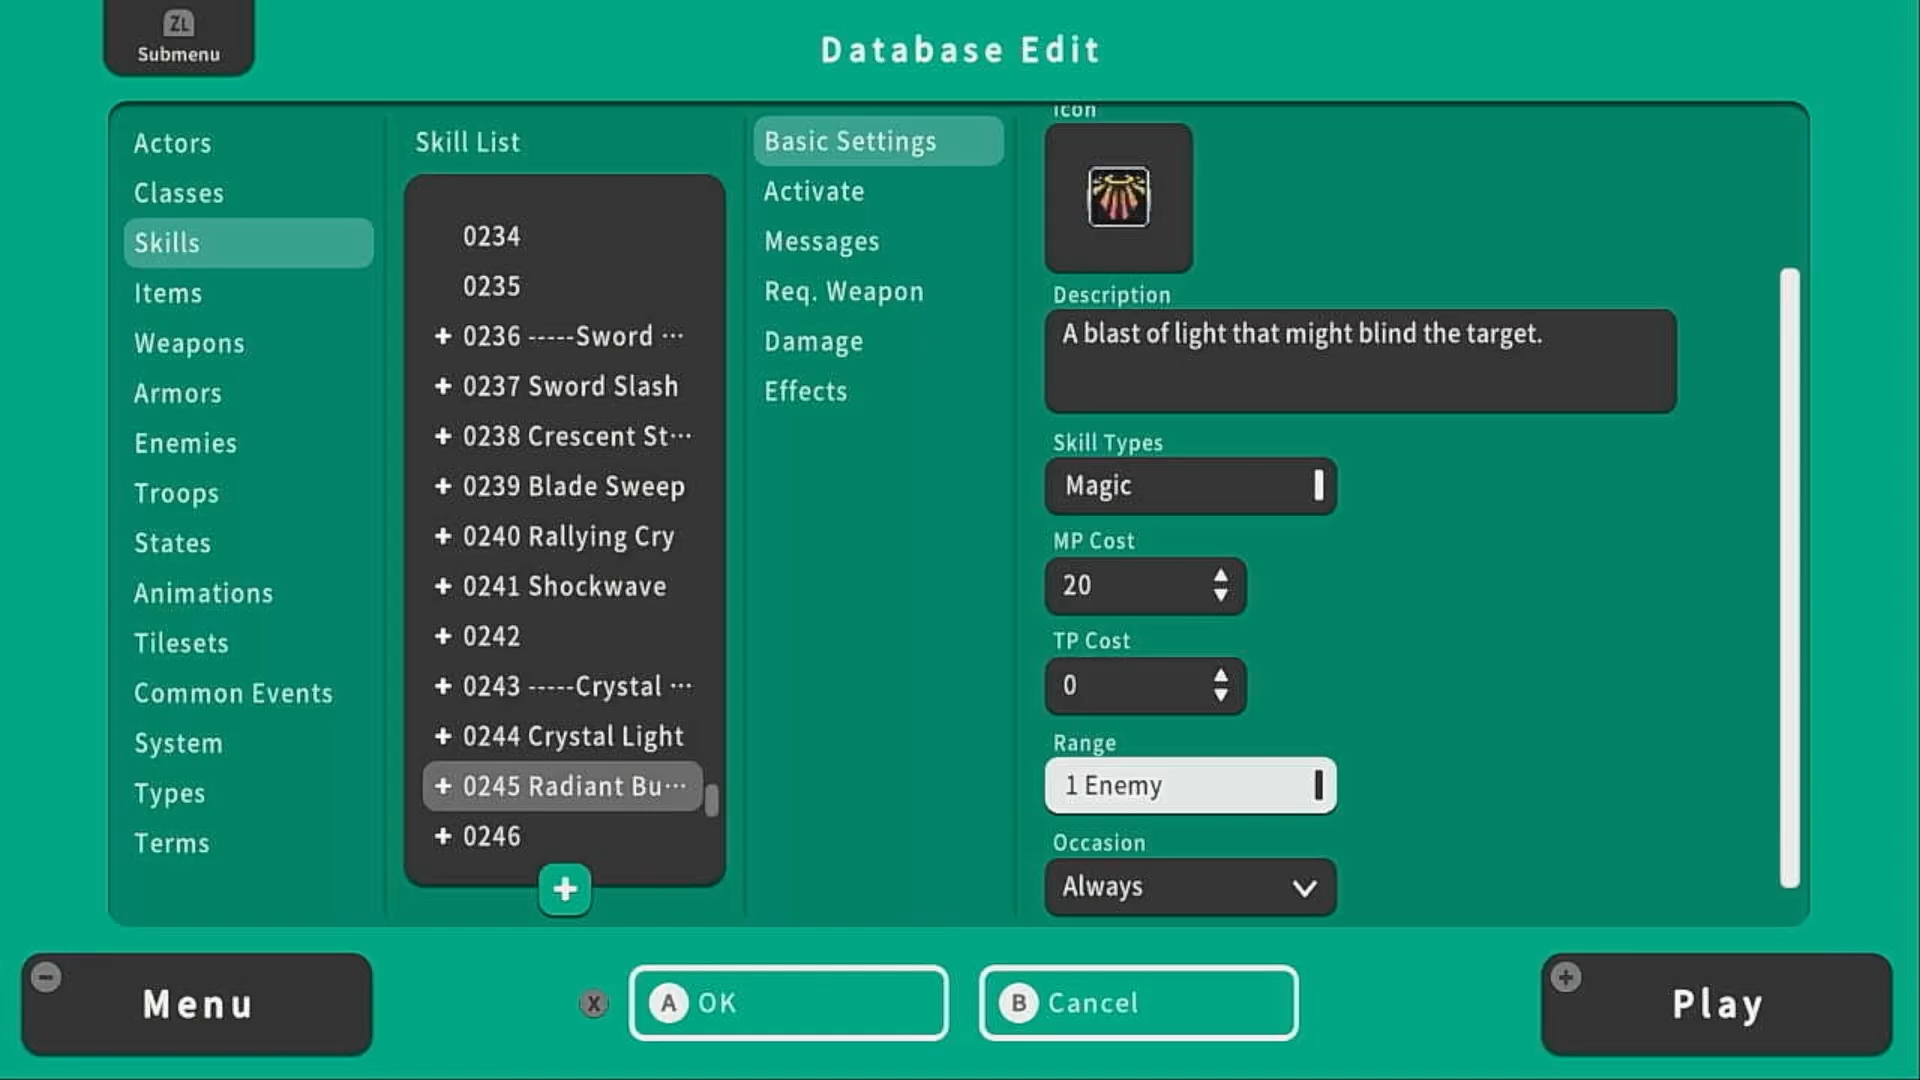 ZL
Submenu
Database Edit
Actors
Classes
Skills
Items
Weapons
Armors
Enemies
Troops
States
Animations
Tilesets
Common Events
System
Types
Terms
Skill List
0234
0235
+ 0236 -----Sword ···
+ 0237 Sword Slash
+ 0238 Crescent St···
+ 0239 Blade Sweep
+ 0240 Rallying Cry
+ 0241 Shockwave
+ 0242
+ 0243 -----Crystal ···
+ 0244 Crystal Light
+ 0245 Radiant Bu···
+ 0246
+
Basic Settings
Activate
Messages
Req. Weapon
Damage
Effects
Icon
Description
A blast of light that might blind the target.
Skill Types
Magic
MP Cost
20
TP Cost
0
Range
1 Enemy
Occasion
Always
Menu
X
A OK
B Cancel
+
Play